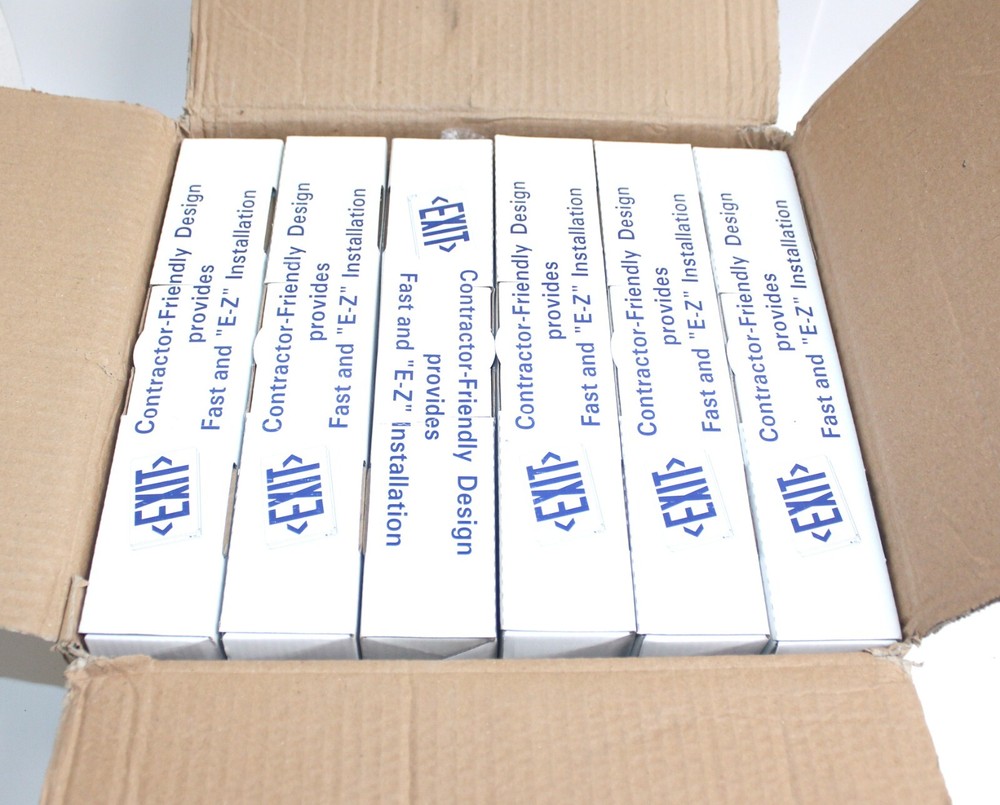 <EXIT>
Contractor-Friendly Design
provides
Fast and "E-Z" Installation
<EXIT>
Contractor-Friendly Design
provides
Fast and "E-Z" Installation
<EXIT>
Contractor-Friendly Design
provides
Fast and "E-Z" Installation
<EXIT>
Contractor-Friendly Design
provides
Fast and "E-Z" Installation
<EXIT>
Contractor-Friendly Design
provides
Fast and "E-Z" Installation
<EXIT>
Contractor-Friendly Design
provides
Fast and "E-Z" Installation